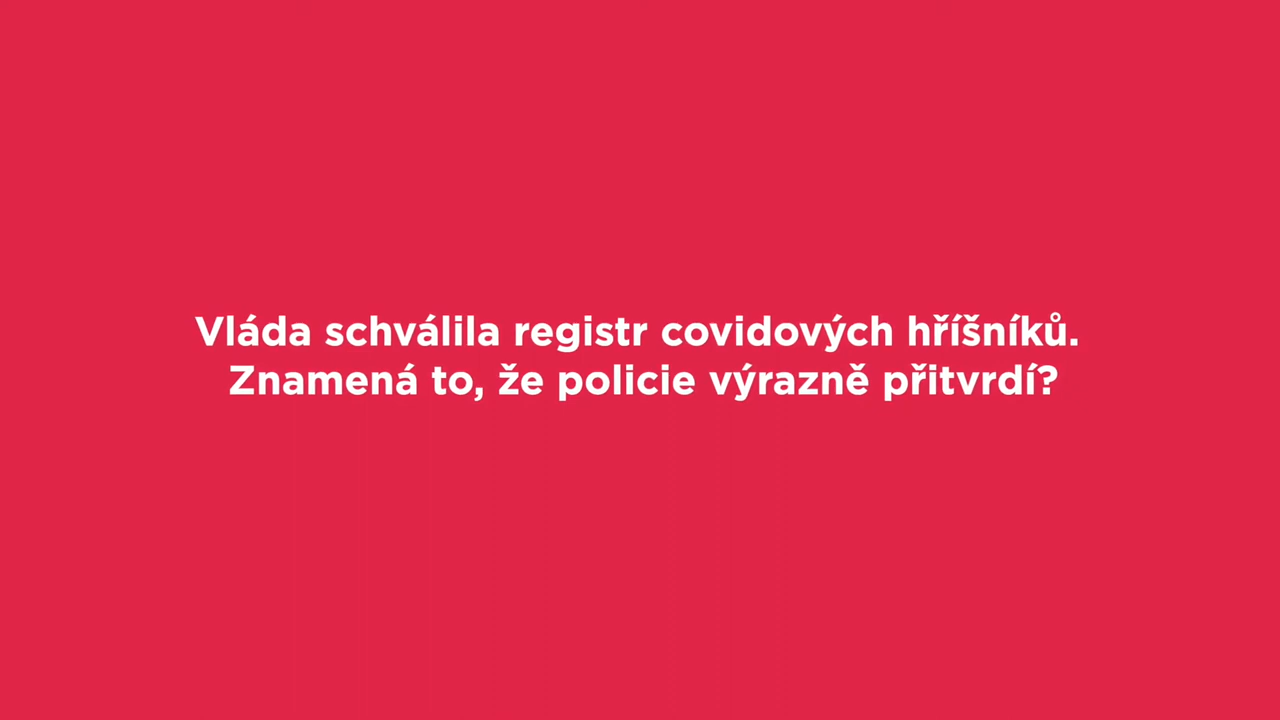 Vláda schválila registr covidových hříšníků.
Znamená to, že policie výrazně přitvrdí?